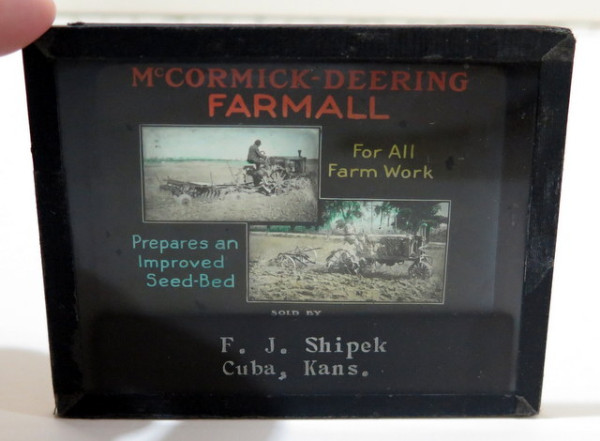 McCORMICK-DEERING
FARMALL
For All
Farm Work
Prepares an
Improved
Seed-Bed
SOLD BY
F. J. Shipek
Cuba, Kans.